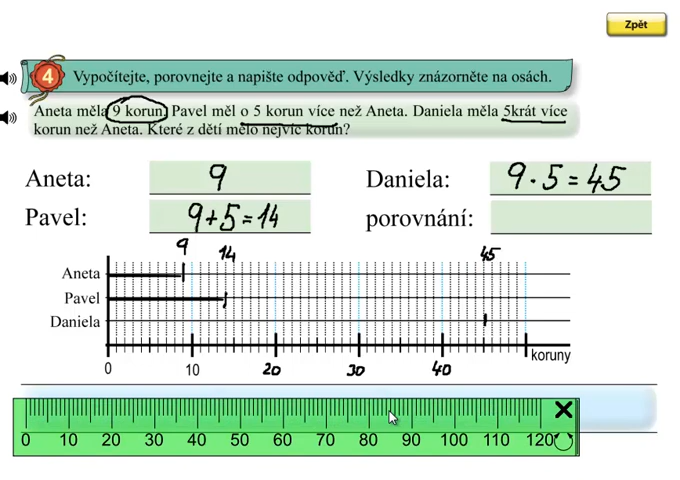 Zpět
4 Vypočítejte, porovnejte a napište odpověď. Výsledky znázorněte na osách.
Aneta měla 9 korun. Pavel měl o 5 korun více než Aneta. Daniela měla 5krát více
korun než Aneta. Které z dětí mělo nejvíc korun?
Aneta: 9 Daniela: 9·5=45
Pavel: 9+5=14 porovnání:
9 14 45
Aneta
Pavel
Daniela
koruny
0 10 20 30 40
0 10 20 30 40 50 60 70 80 90 100 110 120